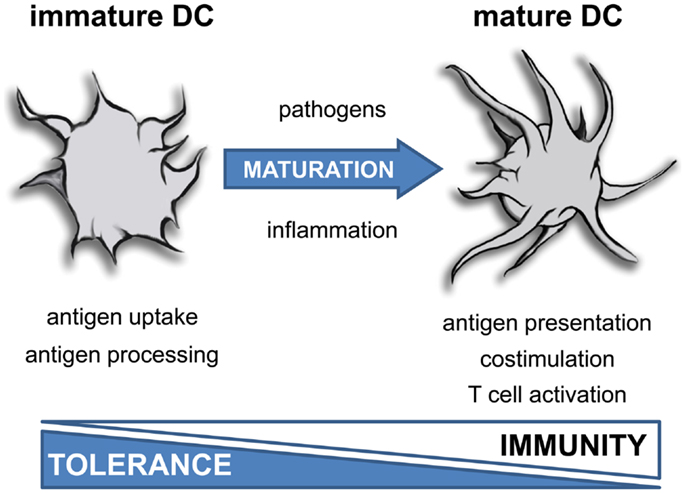 immature DC
mature DC
pathogens
MATURATION
inflammation
antigen uptake
antigen processing
antigen presentation
costimulation
T cell activation
IMMUNITY
TOLERANCE